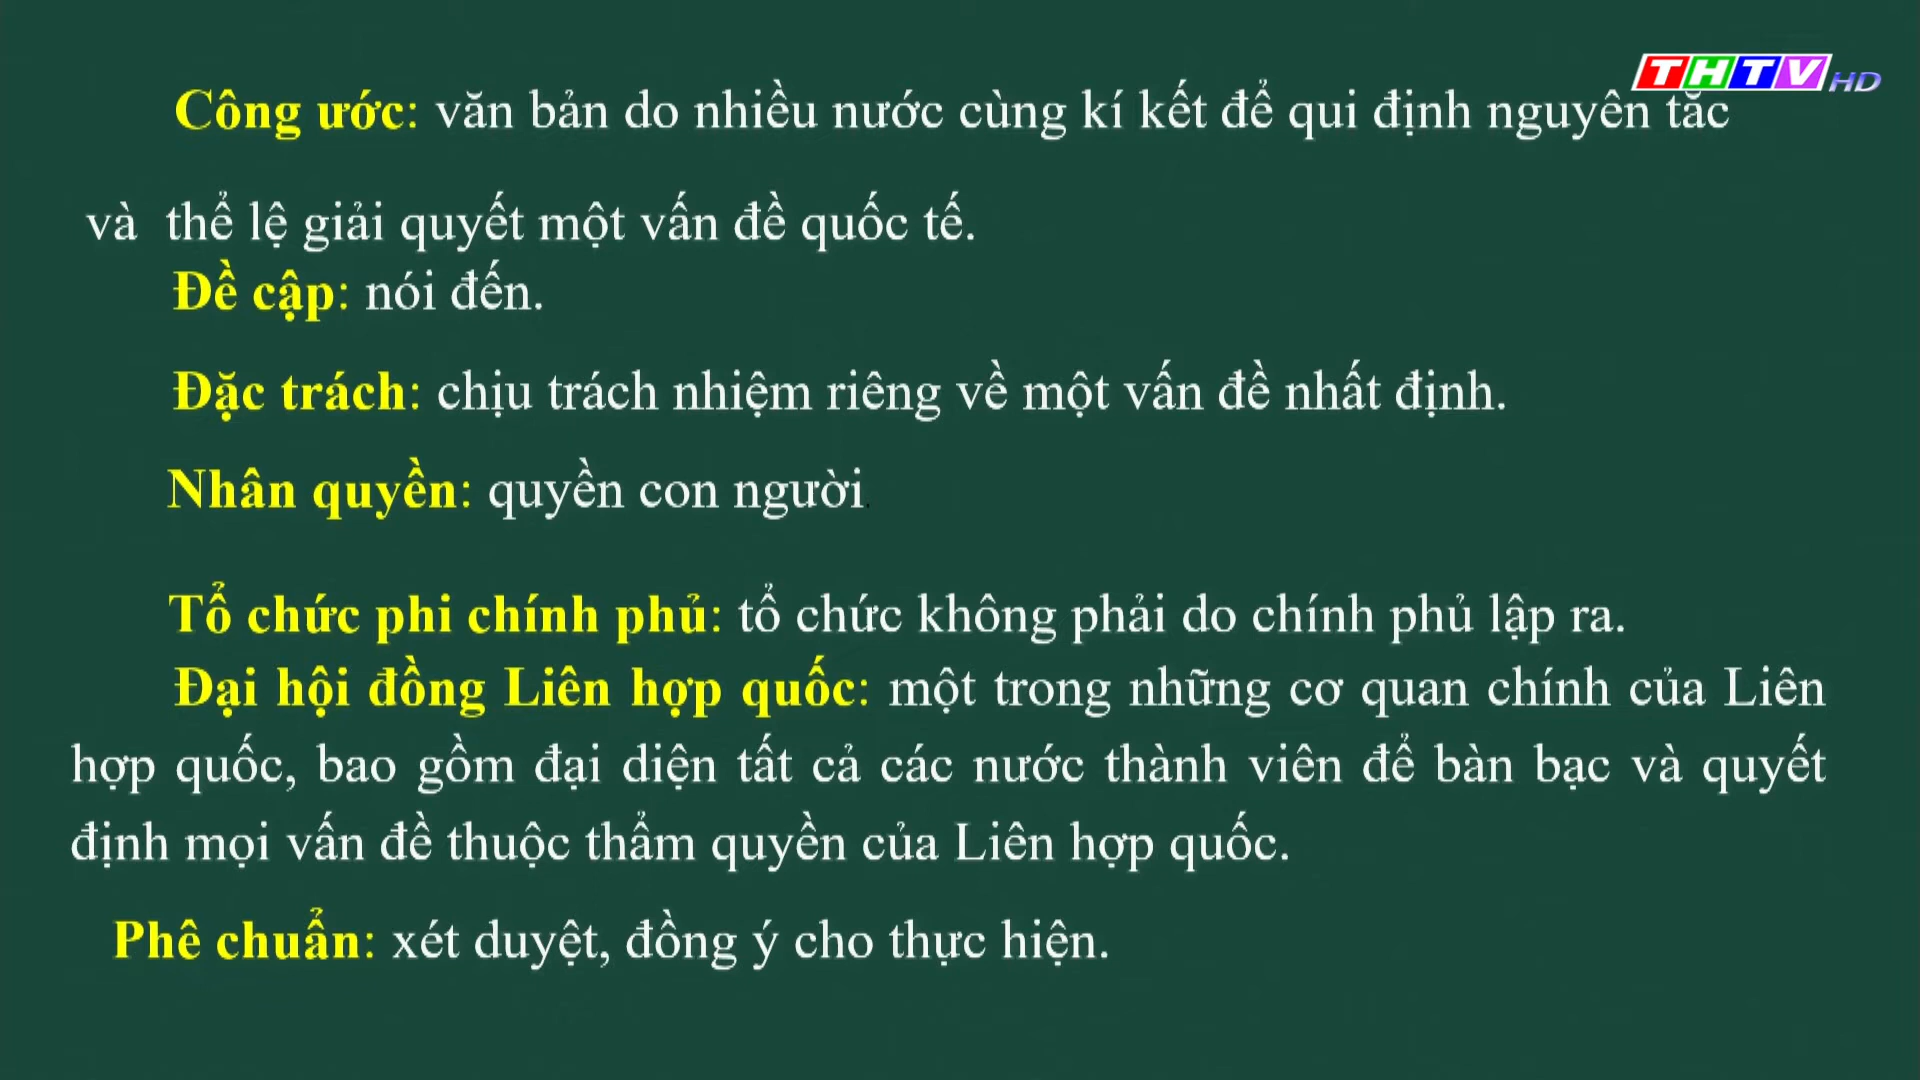 THTV HD
Công ước: văn bản do nhiều nước cùng kí kết để qui định nguyên tắc
và thể lệ giải quyết một vấn đề quốc tế.
Đề cập: nói đến.
Đặc trách: chịu trách nhiệm riêng về một vấn đề nhất định.
Nhân quyền: quyền con người.
Tổ chức phi chính phủ: tổ chức không phải do chính phủ lập ra.
Đại hội đồng Liên hợp quốc: một trong những cơ quan chính của Liên
hợp quốc, bao gồm đại diện tất cả các nước thành viên để bàn bạc và quyết
định mọi vấn đề thuộc thẩm quyền của Liên hợp quốc.
Phê chuẩn: xét duyệt, đồng ý cho thực hiện.